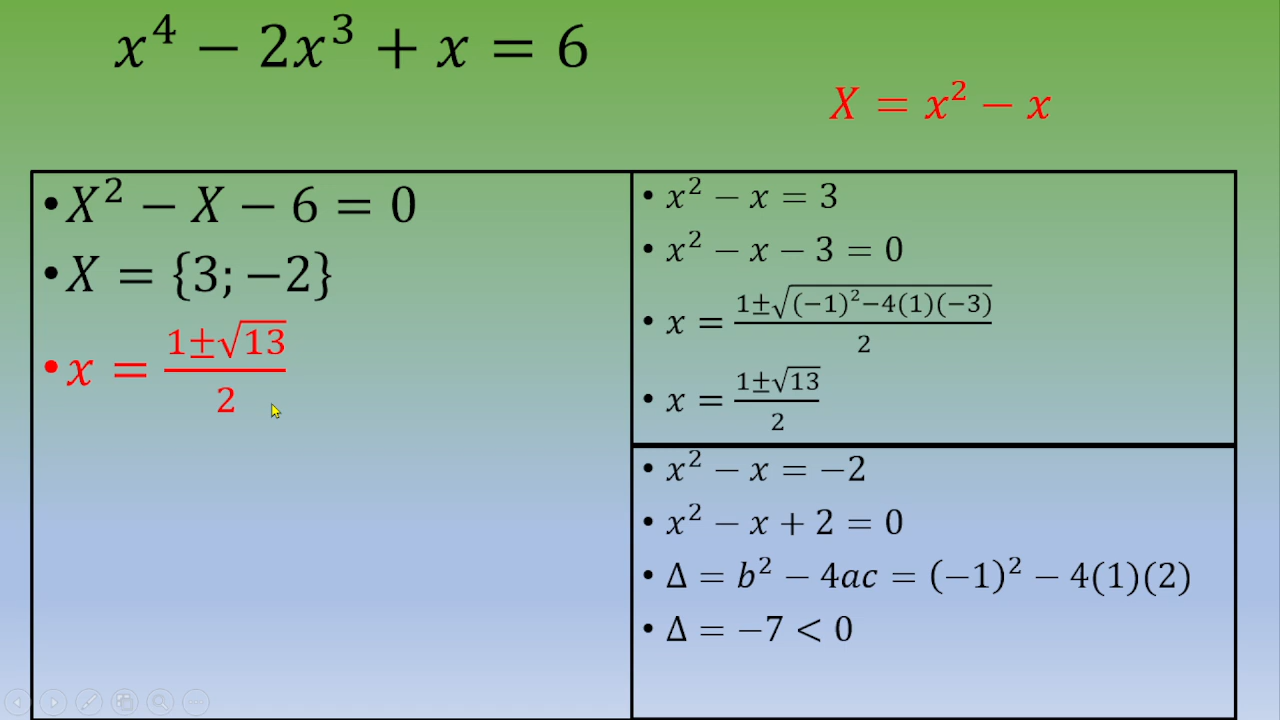 x⁴ − 2x³ + x = 6
X = x² − x
• X² − X − 6 = 0
• X = {3; −2}
• x = (1±√13)/2
• x² − x = 3
• x² − x − 3 = 0
• x = (1±√((−1)²−4(1)(−3)))/2
• x = (1±√13)/2
• x² − x = −2
• x² − x + 2 = 0
• Δ = b² − 4ac = (−1)² − 4(1)(2)
• Δ = −7 < 0